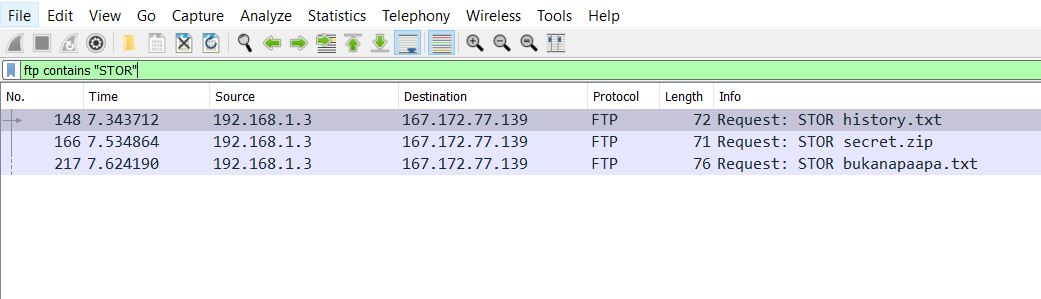 File Edit View Go Capture Analyze Statistics Telephony Wireless Tools Help
ftp contains "STOR"
No. Time Source Destination Protocol Length Info
148 7.343712 192.168.1.3 167.172.77.139 FTP 72 Request: STOR history.txt
166 7.534864 192.168.1.3 167.172.77.139 FTP 71 Request: STOR secret.zip
217 7.624190 192.168.1.3 167.172.77.139 FTP 76 Request: STOR bukanapaapa.txt